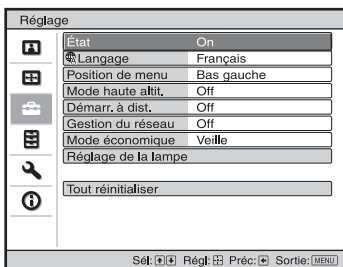 Réglage
État On
Langage Français
Position de menu Bas gauche
Mode haute altit. Off
Démarr. à dist. Off
Gestion du réseau Off
Mode économique Veille
Réglage de la lampe
Tout réinitialiser
Sél: Régl: Préc: Sortie: MENU